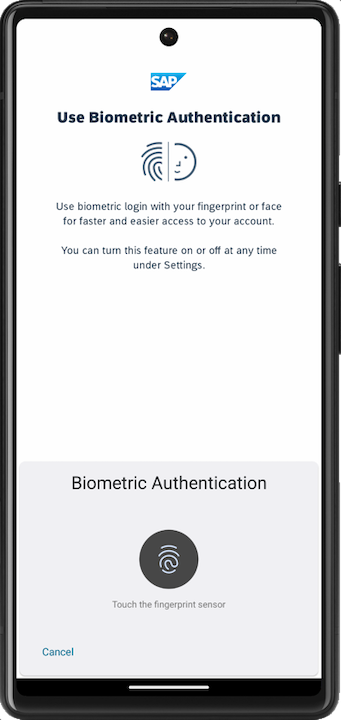 SAP
Use Biometric Authentication
Use biometric login with your fingerprint or face
for faster and easier access to your account.
You can turn this feature on or off at any time
under Settings.
Biometric Authentication
Touch the fingerprint sensor
Cancel